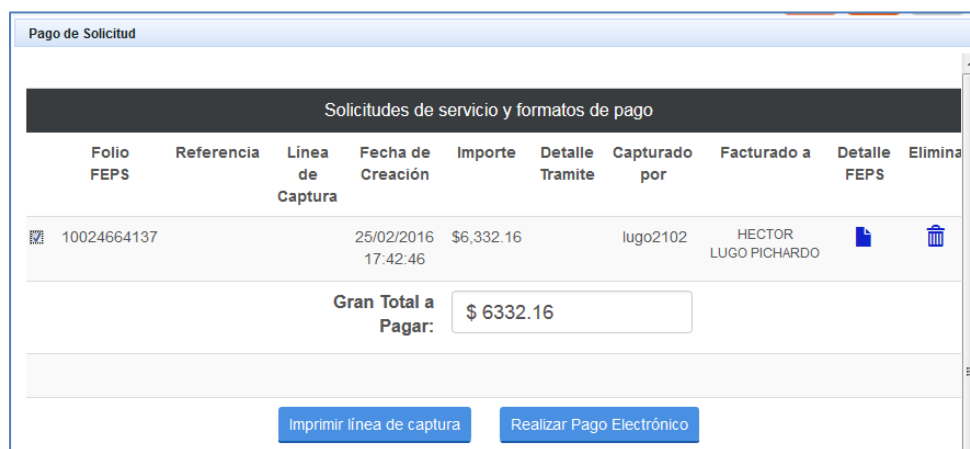 Pago de Solicitud
Solicitudes de servicio y formatos de pago
Folio FEPS Referencia Línea de Captura Fecha de Creación Importe Detalle Tramite Capturado por Facturado a Detalle FEPS Elimina
10024664137 25/02/2016 17:42:46 $6,332.16 lugo2102 HECTOR LUGO PICHARDO
Gran Total a Pagar: $ 6332.16
Imprimir línea de captura Realizar Pago Electrónico